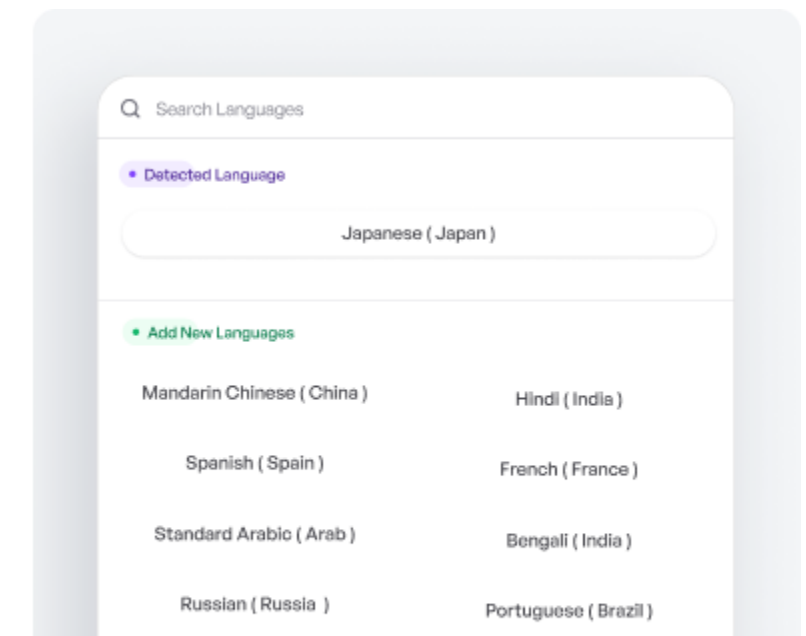 Search Languages
Detected Language
Japanese ( Japan )
Add New Languages
Mandarin Chinese ( China )
Hindi ( India )
Spanish ( Spain )
French ( France )
Standard Arabic ( Arab )
Bengali ( India )
Russian ( Russia  )
Portuguese ( Brazil )